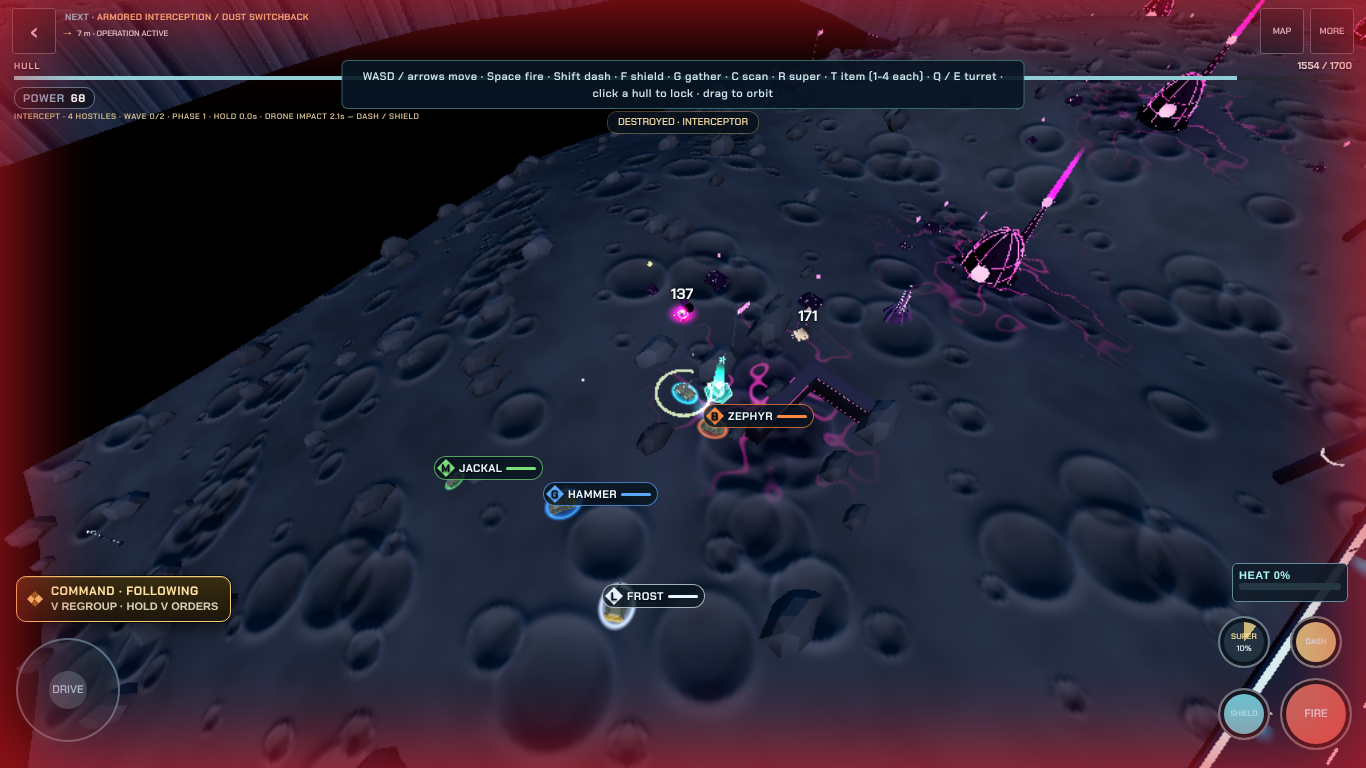 NEXT · ARMORED INTERCEPTION / DUST SWITCHBACK
→ 7 m · OPERATION ACTIVE
MAP
MORE
HULL
1554 / 1700
WASD / arrows move · Space fire · Shift dash · F shield · G gather · C scan · R super · T item (1-4 each) · Q / E turret ·
click a hull to lock · drag to orbit
POWER 68
INTERCEPT · 4 HOSTILES · WAVE 0/2 · PHASE 1 · HOLD 0.0s · DRONE IMPACT 2.1s — DASH / SHIELD
DESTROYED · INTERCEPTOR
137
171
ZEPHYR
M JACKAL
G HAMMER
L FROST
COMMAND · FOLLOWING
V REGROUP · HOLD V ORDERS
HEAT 0%
SUPER
10%
DASH
DRIVE
SHIELD
FIRE